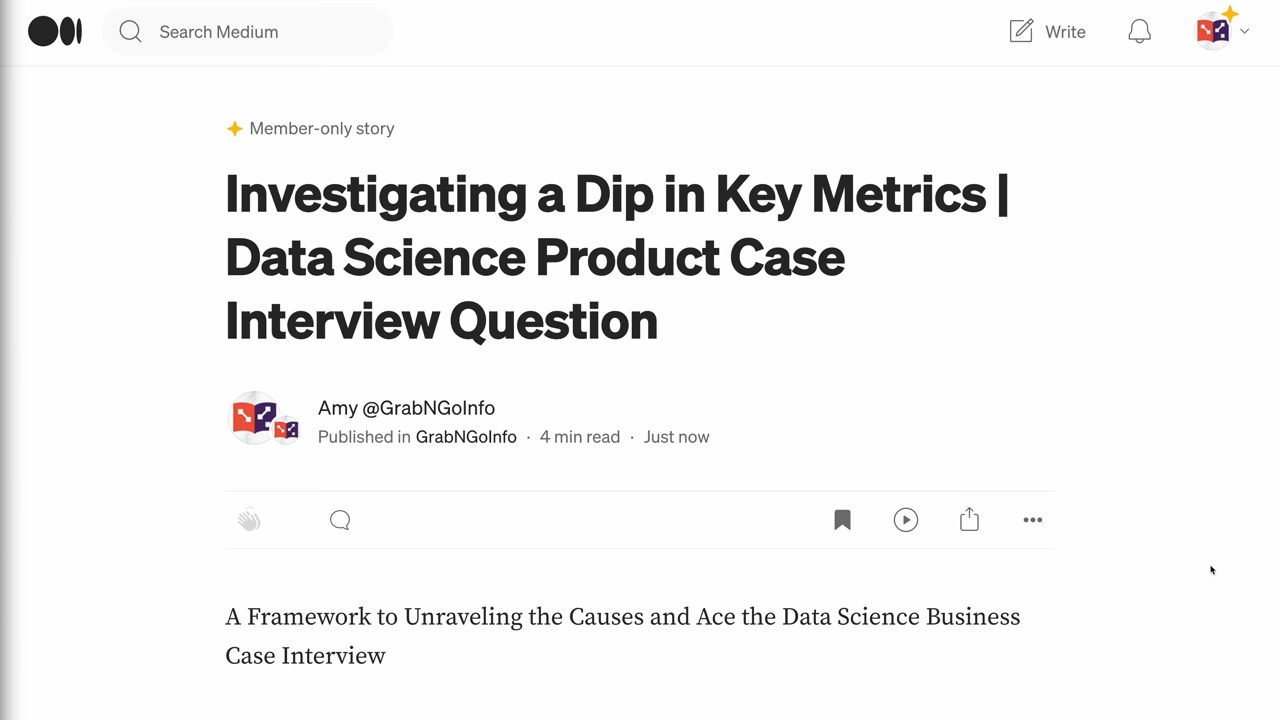 Search Medium
Write
Member-only story
Investigating a Dip in Key Metrics |
Data Science Product Case
Interview Question
Amy @GrabNGoInfo
Published in GrabNGoInfo · 4 min read · Just now
A Framework to Unraveling the Causes and Ace the Data Science Business
Case Interview